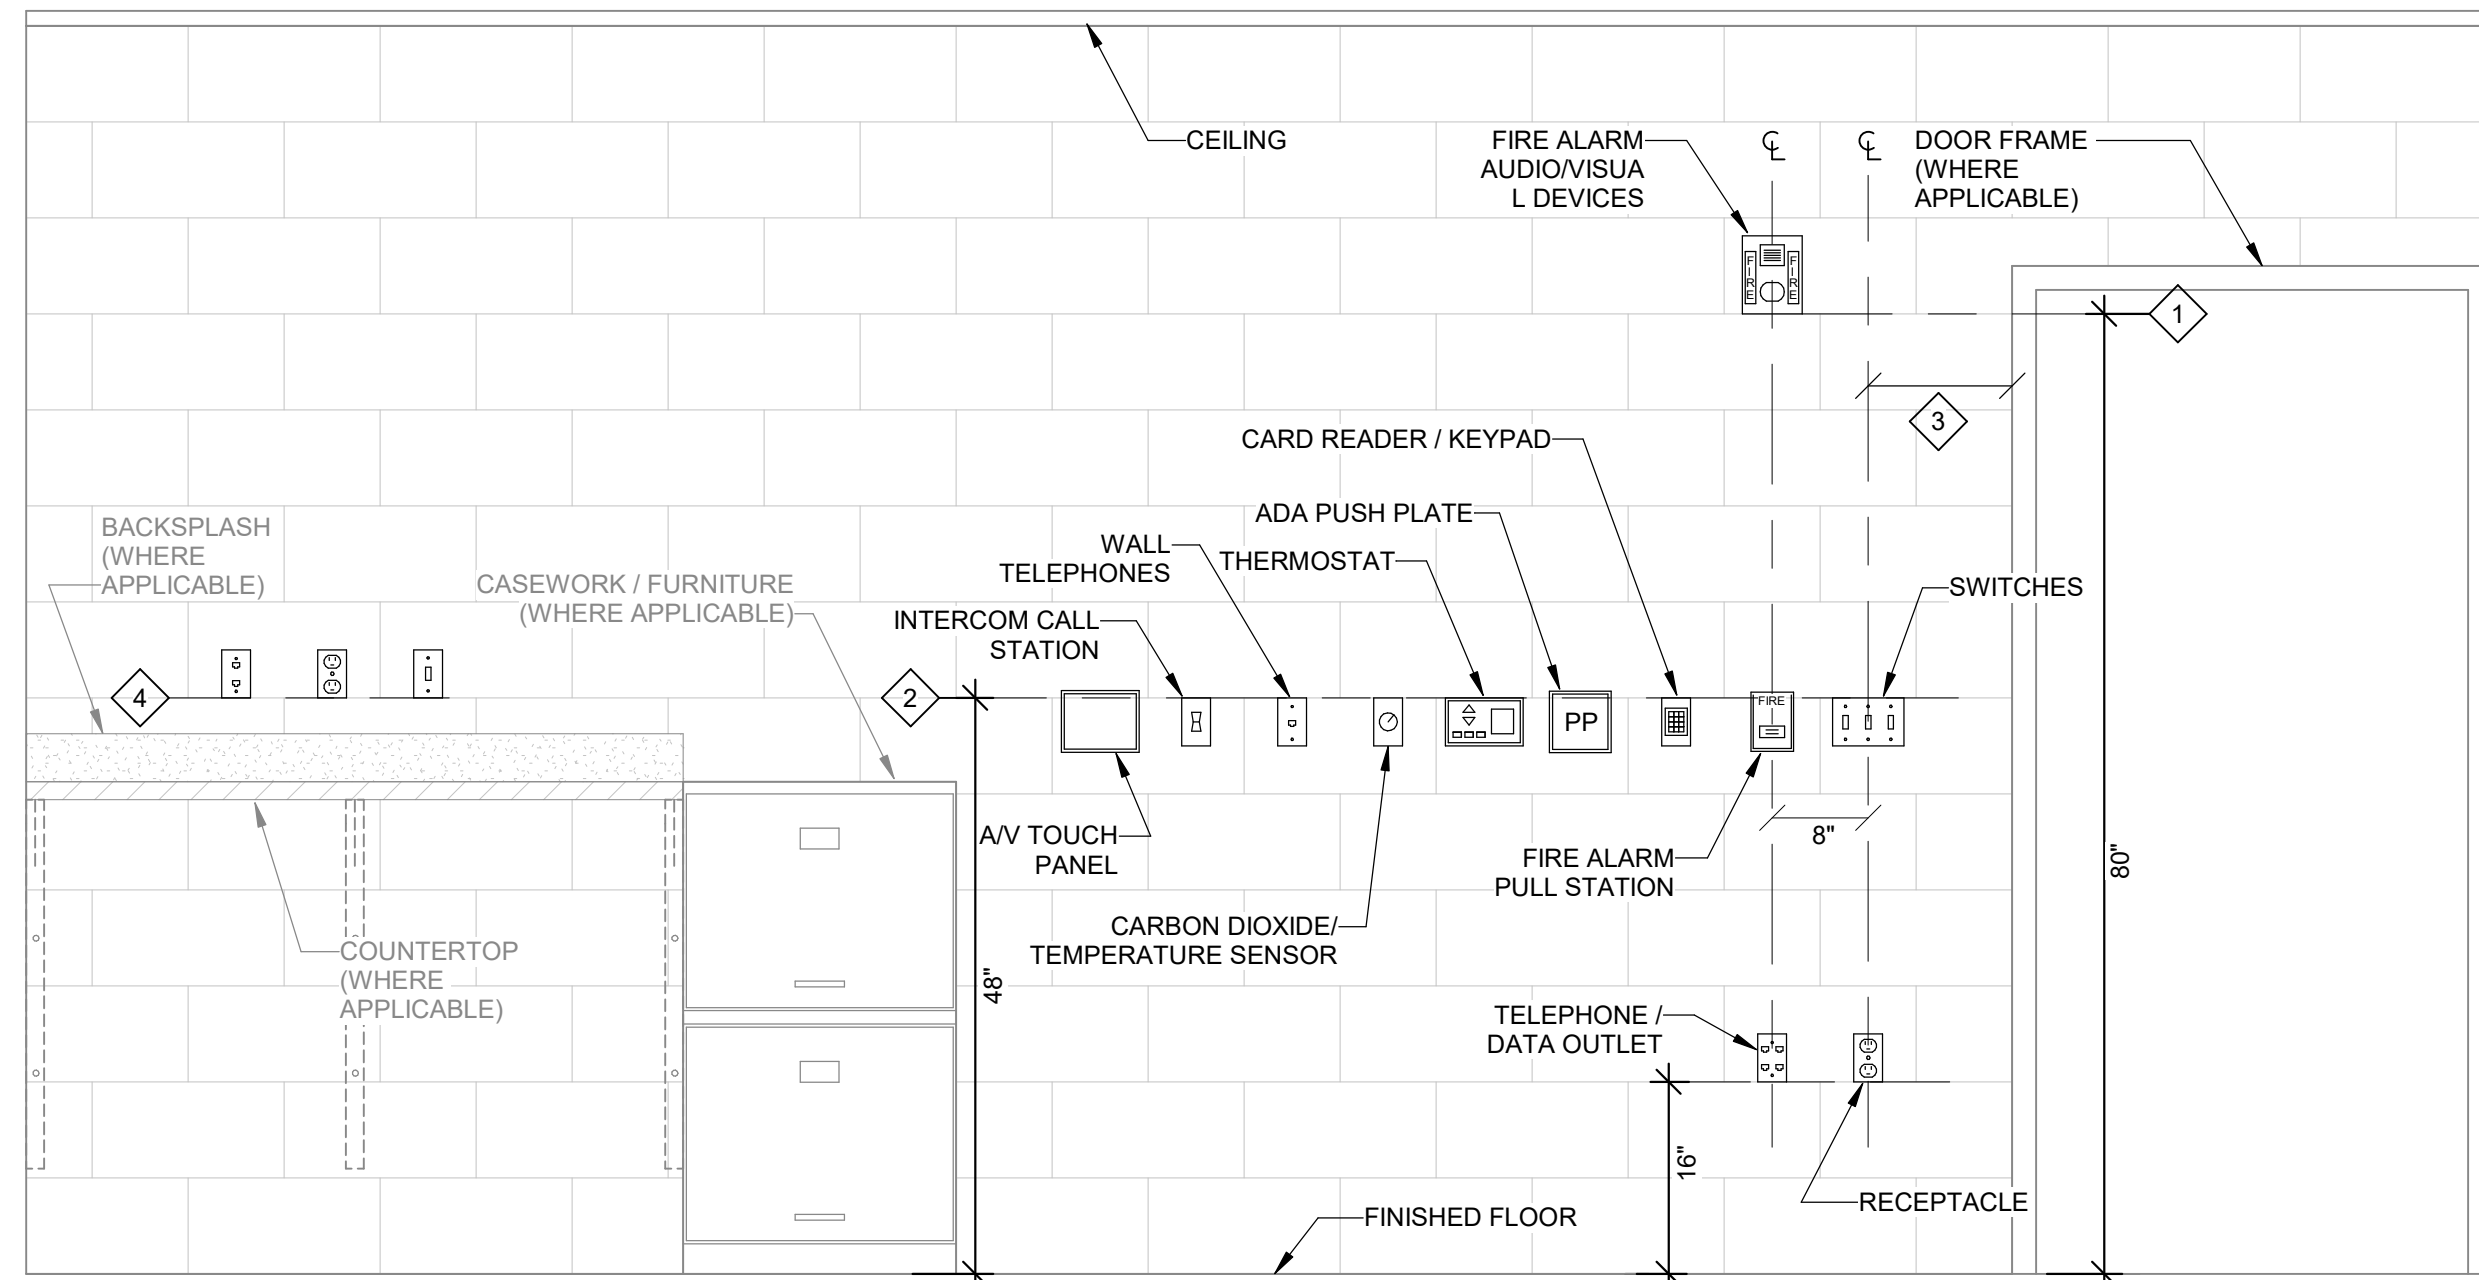 CEILING
FIRE ALARM
AUDIO/VISUA
L DEVICES
℄
℄
DOOR FRAME
(WHERE
APPLICABLE)
FIRE
FIRE
1
3
CARD READER / KEYPAD
ADA PUSH PLATE
WALL
TELEPHONES
THERMOSTAT
BACKSPLASH
(WHERE
APPLICABLE)
CASEWORK / FURNITURE
(WHERE APPLICABLE)
INTERCOM CALL
STATION
SWITCHES
4
2
PP
FIRE
A/V TOUCH
PANEL
8"
FIRE ALARM
PULL STATION
80"
CARBON DIOXIDE/
TEMPERATURE SENSOR
COUNTERTOP
(WHERE
APPLICABLE)
48"
TELEPHONE /
DATA OUTLET
16"
RECEPTACLE
FINISHED FLOOR